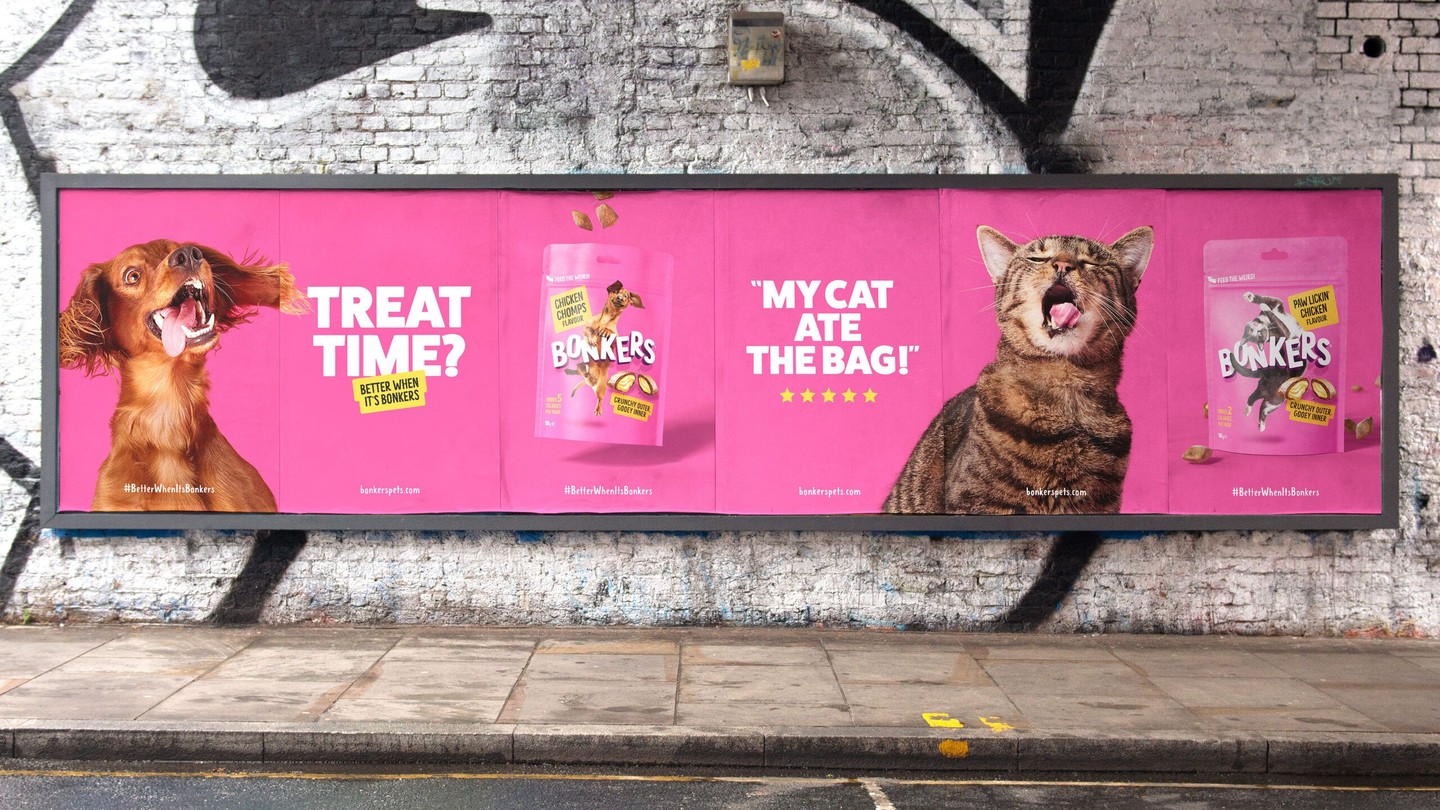 TREAT
TIME?
BETTER WHEN
IT'S BONKERS
#BetterWhenItsBonkers
bonkerspets.com
FEED THE WEIRD!
CHICKEN
CHOMPS
FLAVOUR
BONKERS
CRUNCHY OUTER,
GOOEY INNER
#BetterWhenItsBonkers
"MY CAT
ATE
THE BAG!"
bonkerspets.com
bonkerspets.com
FEED THE WEIRD!
PAW LICKIN'
CHICKEN
FLAVOUR
BONKERS
CRUNCHY OUTER,
GOOEY INNER
#BetterWhenItsBonkers